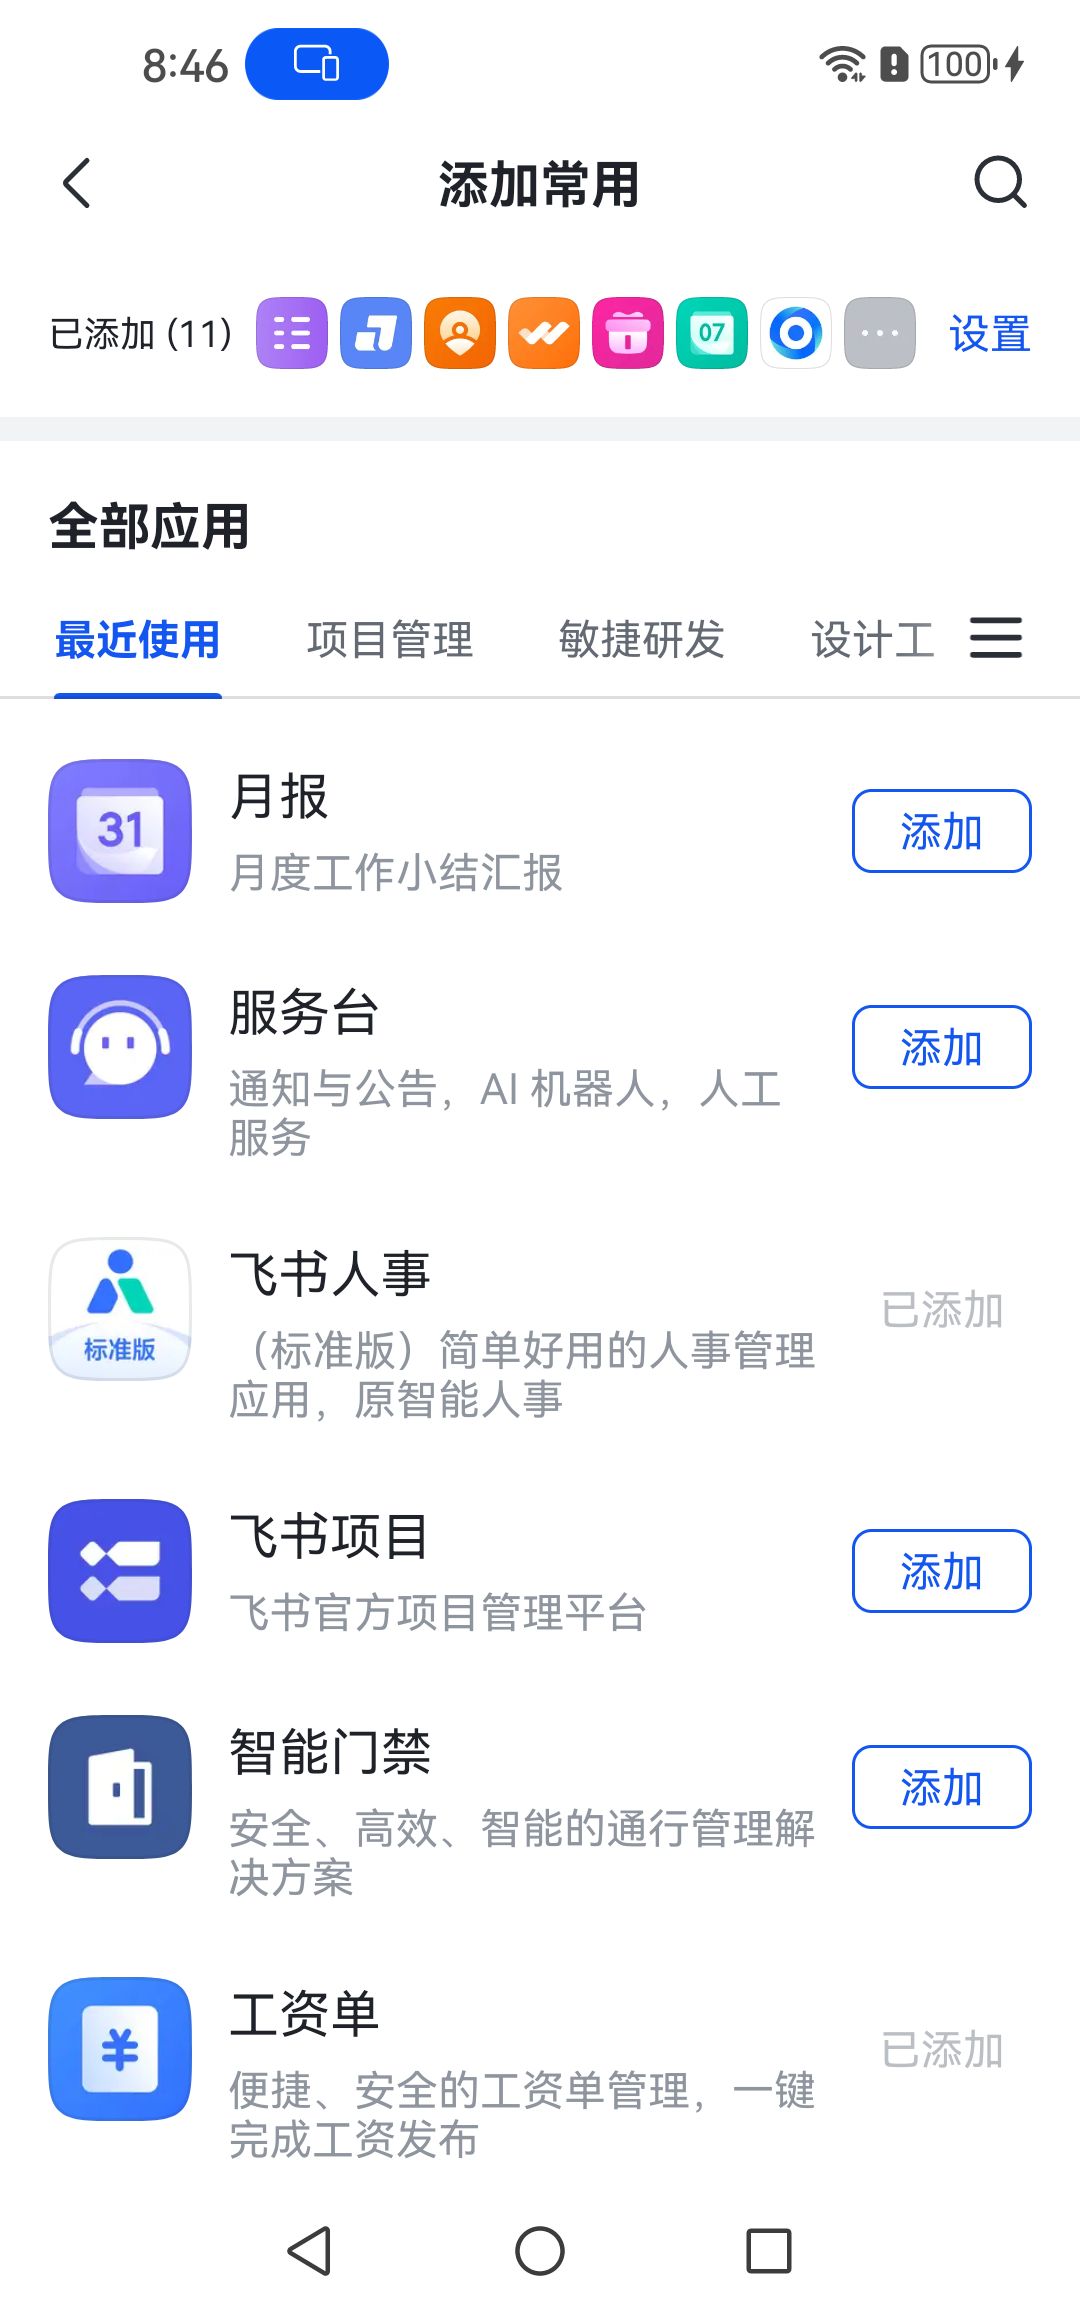 8:46
100
添加常用
已添加 (11)
07
设置
全部应用
最近使用
项目管理
敏捷研发
设计工
31
月报
月度工作小结汇报
添加
服务台
通知与公告，AI 机器人，人工
服务
添加
标准版
飞书人事
（标准版）简单好用的人事管理
应用，原智能人事
已添加
飞书项目
飞书官方项目管理平台
添加
智能门禁
安全、高效、智能的通行管理解
决方案
添加
¥
工资单
便捷、安全的工资单管理，一键
完成工资发布
已添加